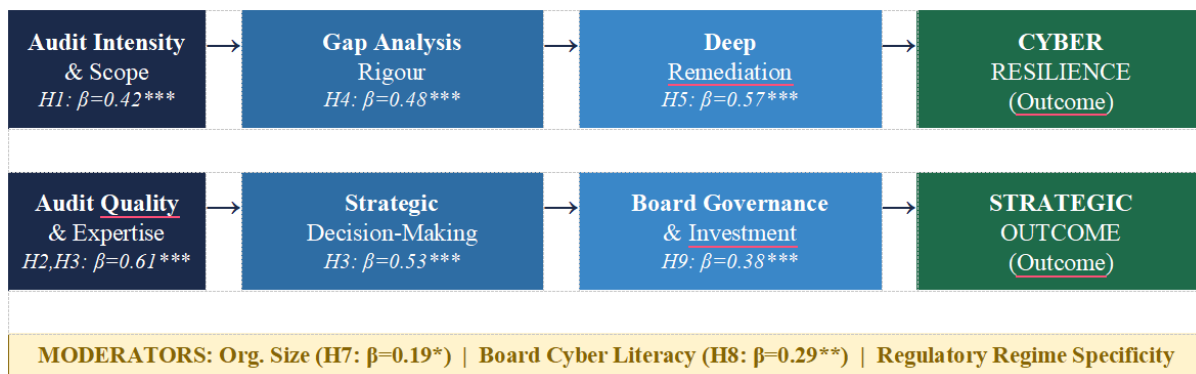 Audit Intensity
& Scope
H1: β=0.42***
→
Gap Analysis
Rigour
H4: β=0.48***
→
Deep
Remediation
H5: β=0.57***
→
CYBER
RESILIENCE
(Outcome)
Audit Quality
& Expertise
H2,H3: β=0.61***
→
Strategic
Decision-Making
H3: β=0.53***
→
Board Governance
& Investment
H9: β=0.38***
→
STRATEGIC
OUTCOME
(Outcome)
MODERATORS: Org. Size (H7: β=0.19*) | Board Cyber Literacy (H8: β=0.29**) | Regulatory Regime Specificity